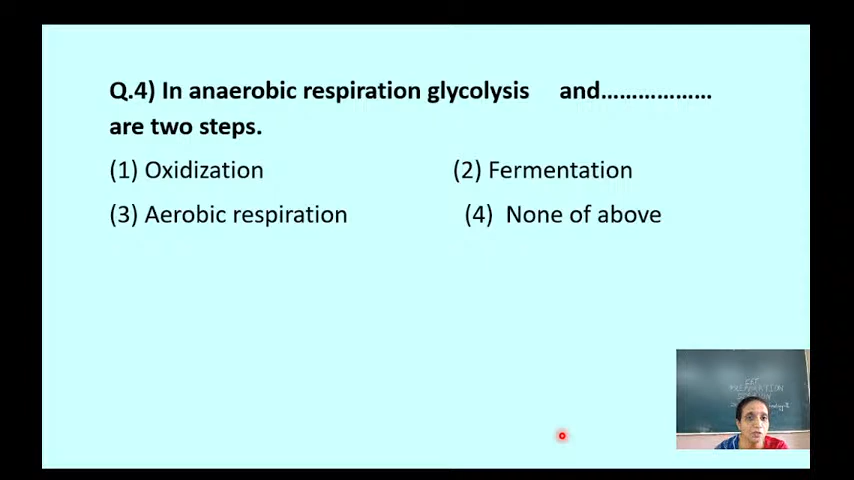 Q.4) In anaerobic respiration glycolysis and………………
are two steps.
(1) Oxidization (2) Fermentation
(3) Aerobic respiration (4) None of above